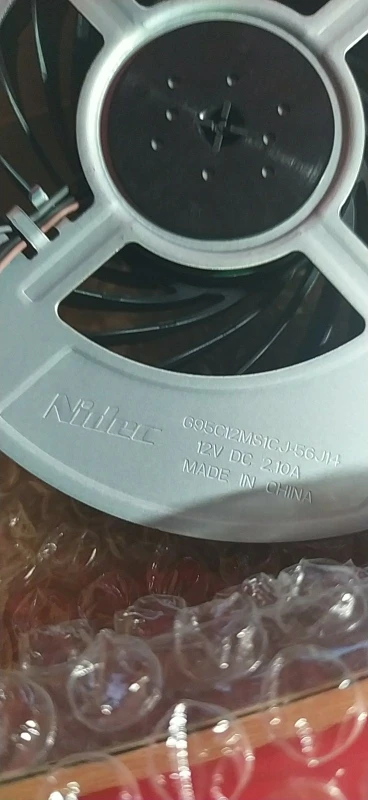 Nidec
G95C12MS1CJ-56J14
12V DC 2.10A
MADE IN CHINA